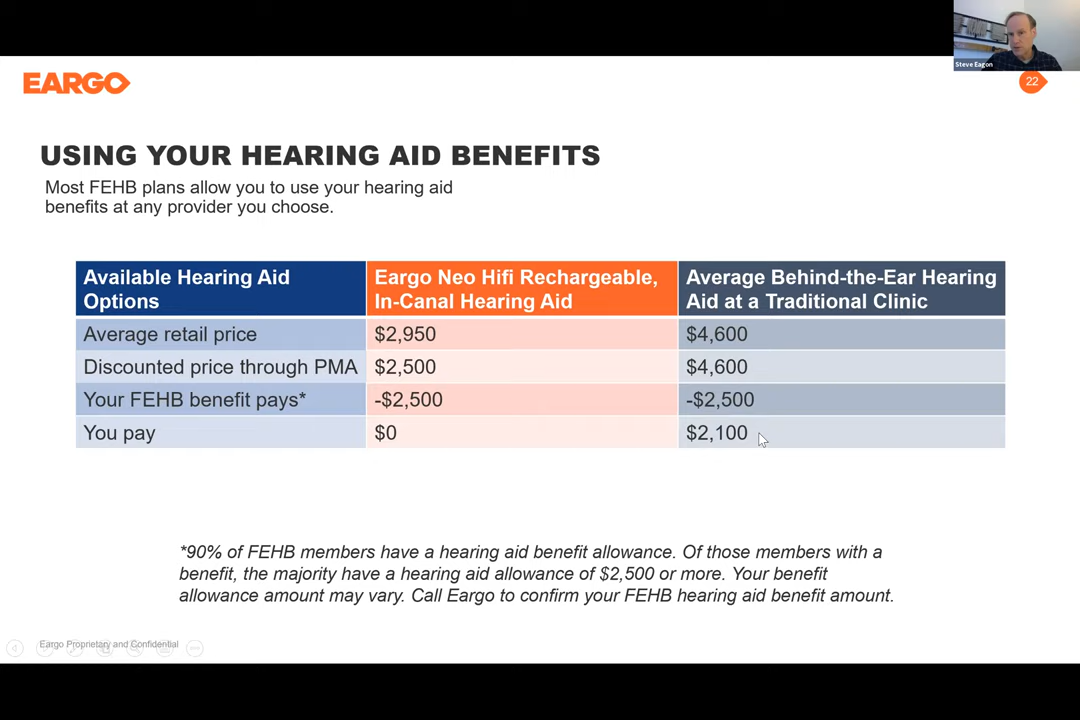 Steve Eagon
EARGO
22
USING YOUR HEARING AID BENEFITS
Most FEHB plans allow you to use your hearing aid
benefits at any provider you choose.
Available Hearing Aid
Options
Eargo Neo Hifi Rechargeable,
In-Canal Hearing Aid
Average Behind-the-Ear Hearing
Aid at a Traditional Clinic
Average retail price
$2,950
$4,600
Discounted price through PMA
$2,500
$4,600
Your FEHB benefit pays*
-$2,500
-$2,500
You pay
$0
$2,100
*90% of FEHB members have a hearing aid benefit allowance. Of those members with a
benefit, the majority have a hearing aid allowance of $2,500 or more. Your benefit
allowance amount may vary. Call Eargo to confirm your FEHB hearing aid benefit amount.
Eargo Proprietary and Confidential